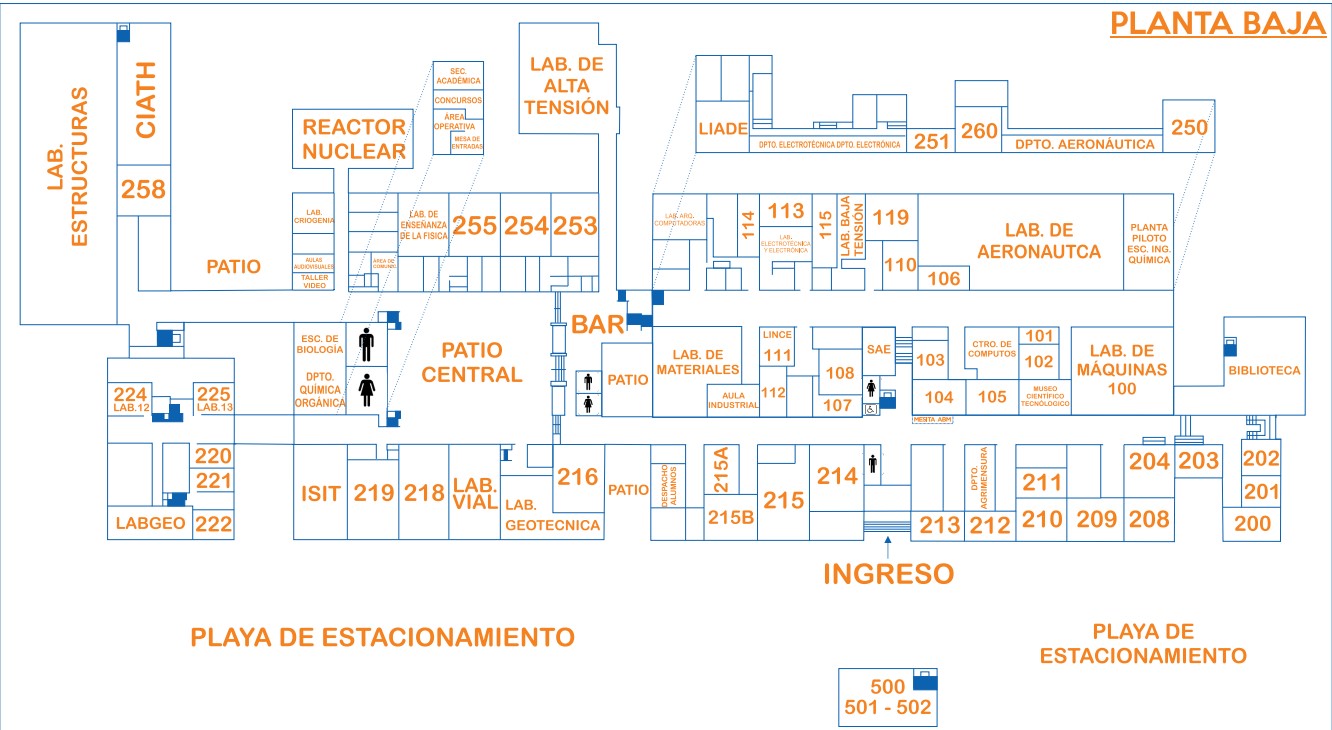 PLANTA BAJA
LAB.
ESTRUCTURAS
CIATH
258
PATIO
REACTOR
NUCLEAR
SEC.
ACADÉMICA
CONCURSOS
ÁREA
OPERATIVA
MESA DE
ENTRADAS
LAB. DE
ALTA
TENSIÓN
LIADE
DPTO. ELECTROTÉCNICA
DPTO. ELECTRÓNICA
251
260
DPTO. AERONÁUTICA
250
LAB.
CRIOGENIA
AULAS
AUDIOVISUALES
TALLER
VIDEO
LAB. DE
ENSEÑANZA
DE LA FISICA
255
254
253
LAB. ARQ.
COMPUTADORAS
114
113
LAB.
ELECTROTÉCNICA
Y ELECTRÓNICA
115
LAB. BAJA
TENSIÓN
119
110
106
LAB. DE
AERONAUTCA
PLANTA
PILOTO
ESC. ING.
QUÍMICA
ESC. DE
BIOLOGÍA
DPTO.
QUÍMICA
ORGÁNICA
PATIO
CENTRAL
BAR
PATIO
LAB. DE
MATERIALES
AULA
INDUSTRIAL
LINCE
111
112
108
107
SAE
103
104
MESITA ABM
CTRO. DE
COMPUTOS
105
101
102
MUSEO
CIENTÍFICO
TECNOLÓGICO
LAB. DE
MÁQUINAS
100
BIBLIOTECA
224
LAB.12
225
LAB.13
220
221
LABGEO
222
ISIT
219
218
LAB.
VIAL
LAB.
GEOTECNICA
216
PATIO
DESPACHO
ALUMNOS
215A
215B
215
214
213
DPTO.
AGRIMENSURA
212
211
210
209
204
208
203
202
201
200
INGRESO
PLAYA DE ESTACIONAMIENTO
PLAYA DE
ESTACIONAMIENTO
500
501 - 502